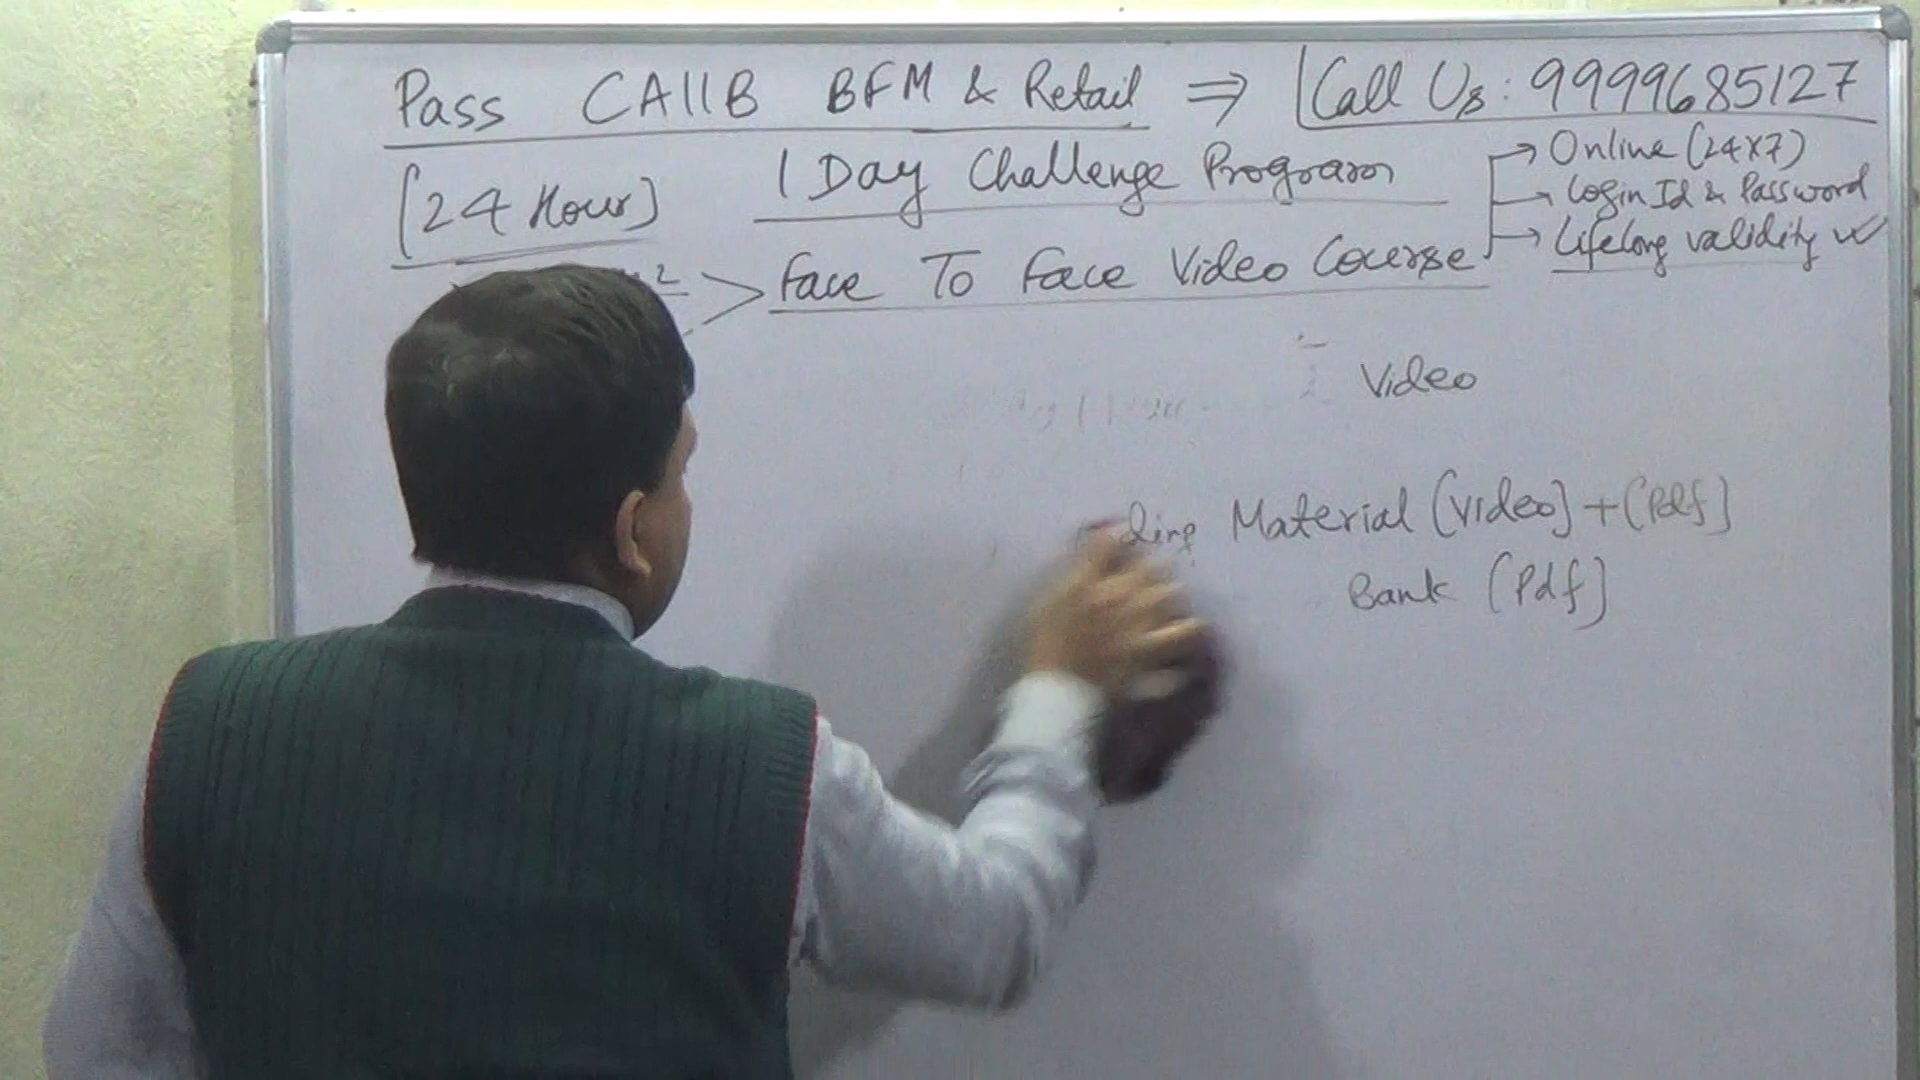 Pass CAIIB BFM & Retail ⇒ Call Us: 9999685127
[24 Hour] 1 Day Challenge Program
→ Online (24x7)
→ Login Id & Password
→ Lifelong validity ✓
Face To Face Video Course
Video
Material (Video) + (Pdf)
Bank (Pdf)